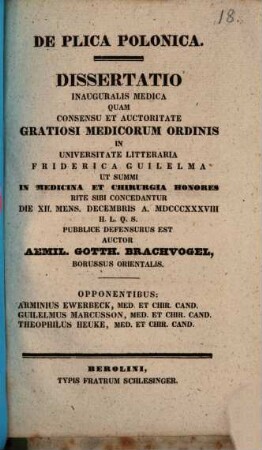 18.
DE PLICA POLONICA.
DISSERTATIO
INAUGURALIS MEDICA
QUAM
CONSENSU ET AUCTORITATE
GRATIOSI MEDICORUM ORDINIS
IN
UNIVERSITATE LITTERARIA
FRIDERICA GUILELMA
UT SUMMI
IN MEDICINA ET CHIRURGIA HONORES
RITE SIBI CONCEDANTUR
DIE XII. MENS. DECEMBRIS A. MDCCCXXXVIII
H. L. Q. S.
PUBBLICE DEFENSURUS EST
AUCTOR
AEMIL. GOTTH. BRACHVOGEL,
BORUSSUS ORIENTALIS.
OPPONENTIBUS:
ARMINIUS EWERBECK, MED. ET CHIR. CAND.
GUILELMUS MARCUSSON, MED. ET CHIR. CAND.
THEOPHILUS HEUKE, MED. ET CHIR. CAND.
BEROLINI,
TYPIS FRATRUM SCHLESINGER.